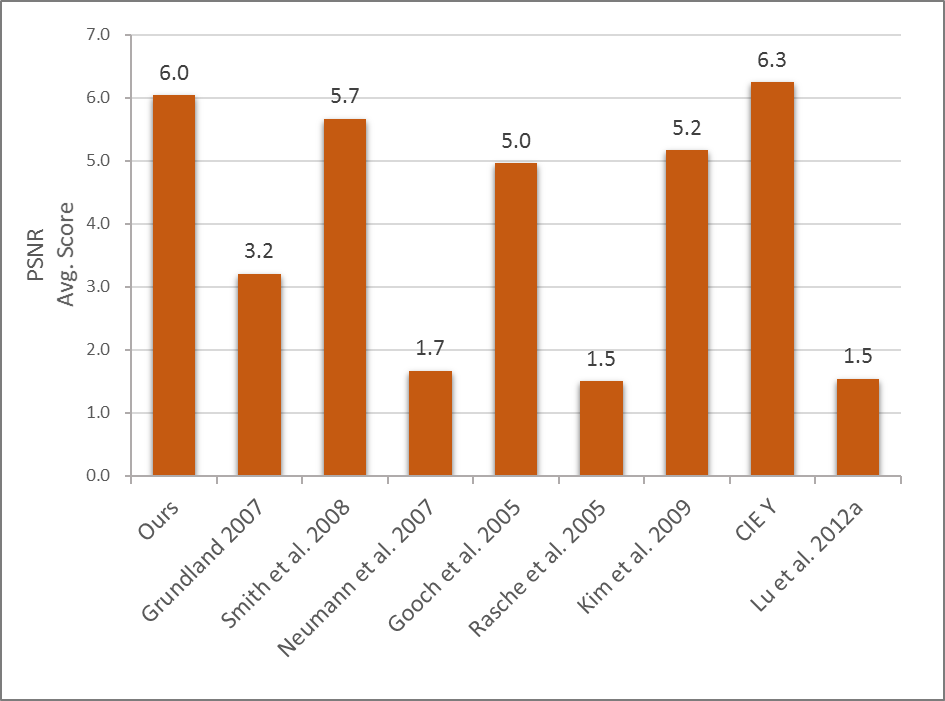 7.0
6.0
5.0
4.0
3.0
2.0
1.0
0.0
PSNR
Avg. Score
6.0
3.2
5.7
1.7
5.0
1.5
5.2
6.3
1.5
Ours
Grundland 2007
Smith et al. 2008
Neumann et al. 2007
Gooch et al. 2005
Rasche et al. 2005
Kim et al. 2009
CIE Y
Lu et al. 2012a